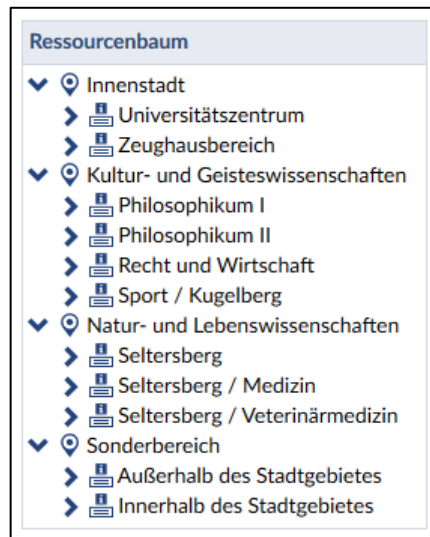 Ressourcenbaum
Innenstadt
Universitätszentrum
Zeughausbereich
Kultur- und Geisteswissenschaften
Philosophikum I
Philosophikum II
Recht und Wirtschaft
Sport / Kugelberg
Natur- und Lebenswissenschaften
Seltersberg
Seltersberg / Medizin
Seltersberg / Veterinärmedizin
Sonderbereich
Außerhalb des Stadtgebietes
Innerhalb des Stadtgebietes